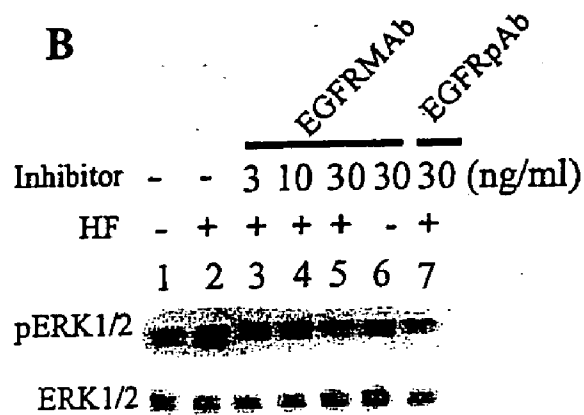 B
EGFRMAb EGFRpAb
Inhibitor - - 3 10 30 30 30 (ng/ml)
HF - + + + + - +
1 2 3 4 5 6 7
pERK1/2
ERK1/2